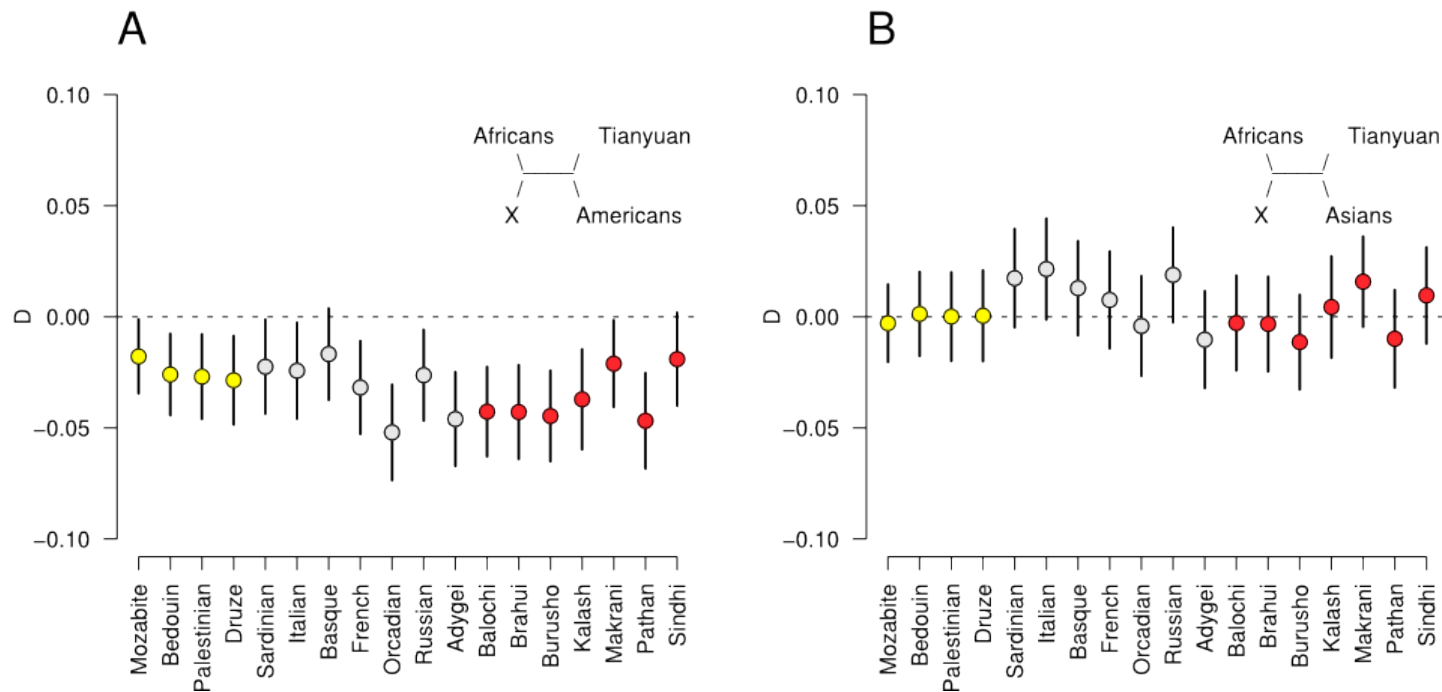 A
0.10
0.05
0.00
−0.05
−0.10
D
Africans Tianyuan
X Americans
Mozabite
Bedouin
Palestinian
Druze
Sardinian
Italian
Basque
French
Orcadian
Russian
Adygei
Balochi
Brahui
Burusho
Kalash
Makrani
Pathan
Sindhi
B
0.10
0.05
0.00
−0.05
−0.10
D
Africans Tianyuan
X Asians
Mozabite
Bedouin
Palestinian
Druze
Sardinian
Italian
Basque
French
Orcadian
Russian
Adygei
Balochi
Brahui
Burusho
Kalash
Makrani
Pathan
Sindhi